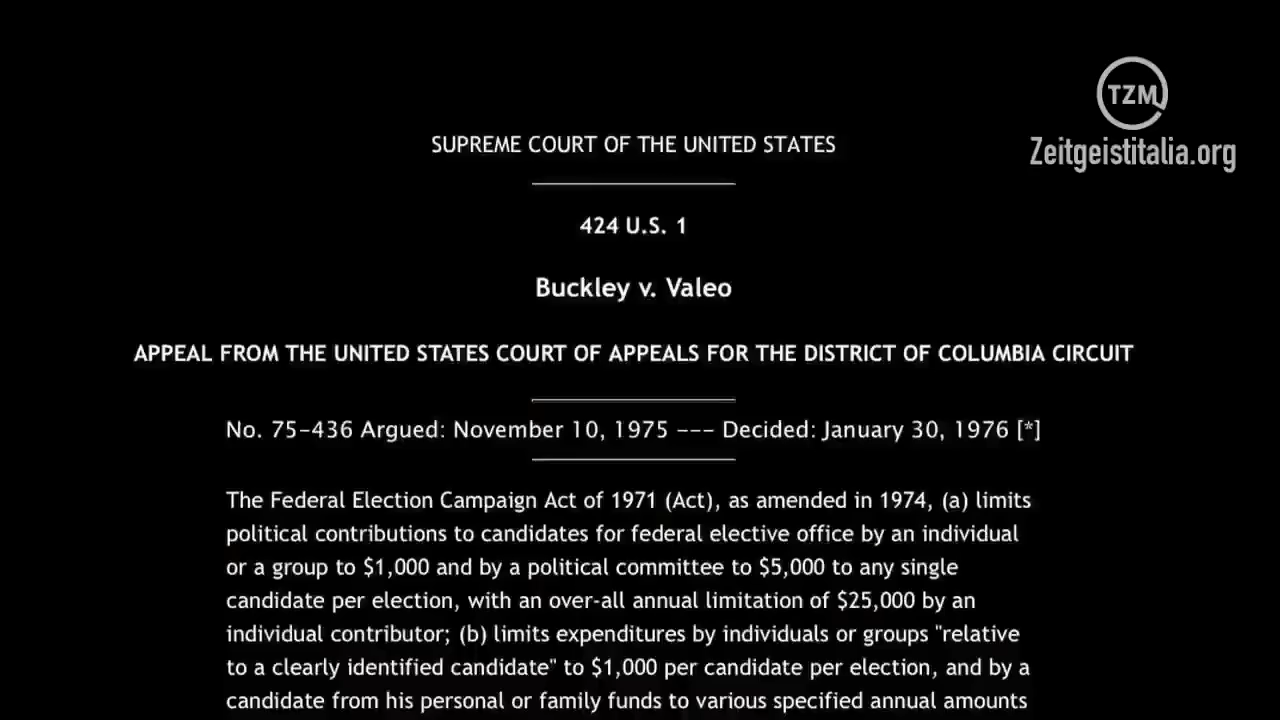 TZM
Zeitgeistitalia.org
SUPREME COURT OF THE UNITED STATES
424 U.S. 1
Buckley v. Valeo
APPEAL FROM THE UNITED STATES COURT OF APPEALS FOR THE DISTRICT OF COLUMBIA CIRCUIT
No. 75-436 Argued: November 10, 1975 --- Decided: January 30, 1976 [*]
The Federal Election Campaign Act of 1971 (Act), as amended in 1974, (a) limits
political contributions to candidates for federal elective office by an individual
or a group to $1,000 and by a political committee to $5,000 to any single
candidate per election, with an over-all annual limitation of $25,000 by an
individual contributor; (b) limits expenditures by individuals or groups "relative
to a clearly identified candidate" to $1,000 per candidate per election, and by a
candidate from his personal or family funds to various specified annual amounts